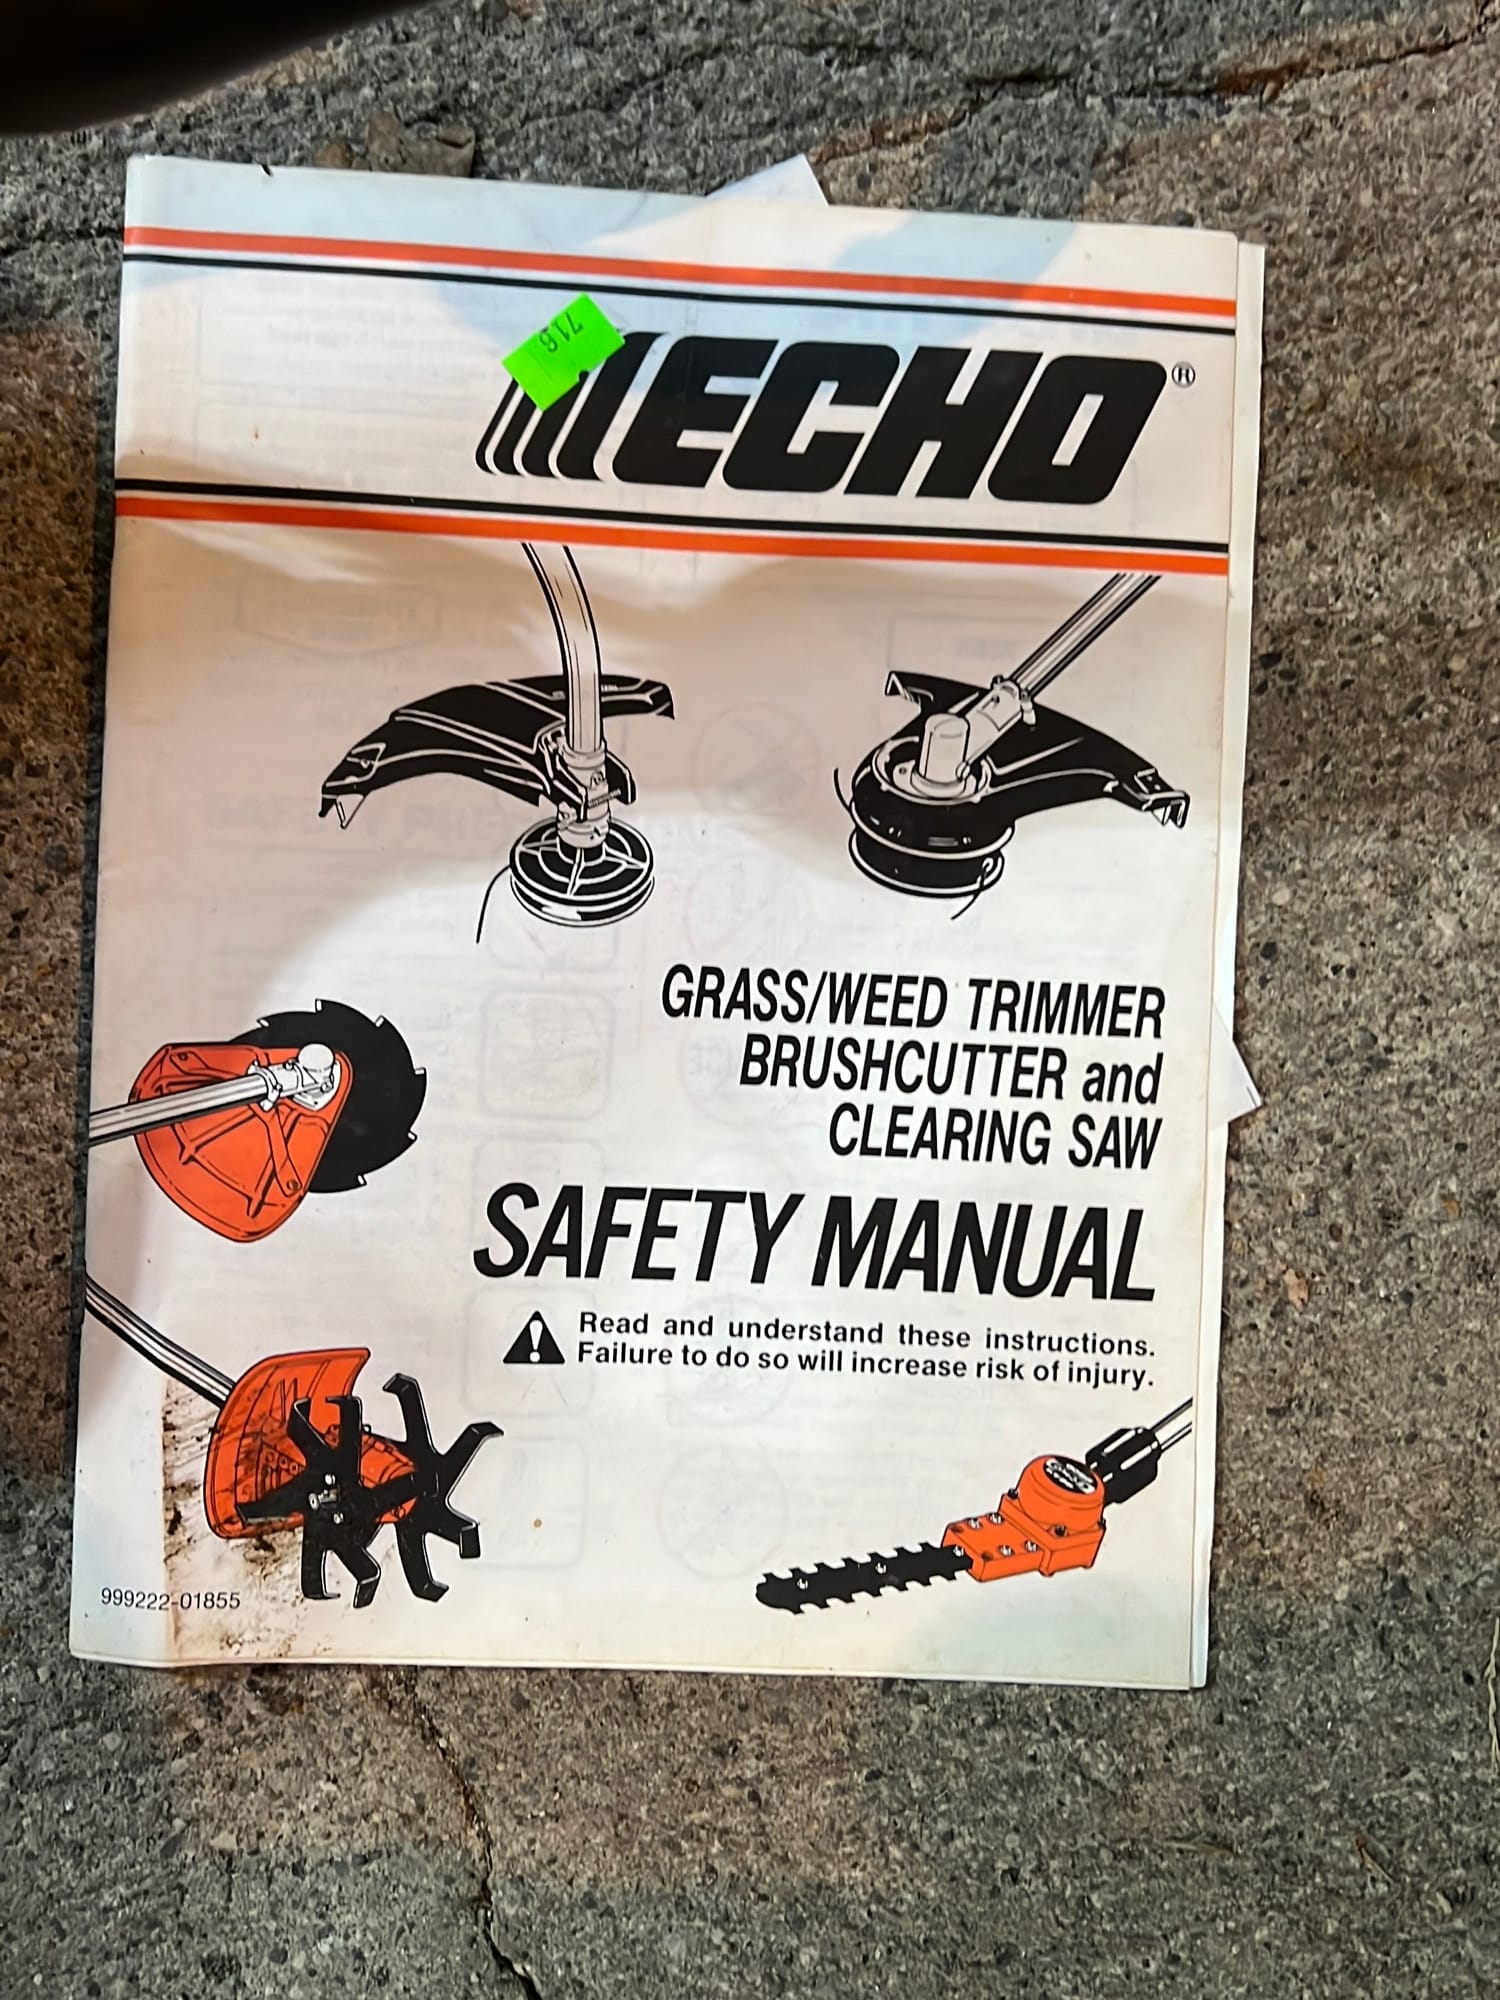 716
ECHO®
GRASS/WEED TRIMMER
BRUSHCUTTER and
CLEARING SAW
SAFETY MANUAL
Read and understand these instructions.
Failure to do so will increase risk of injury.
999222-01855